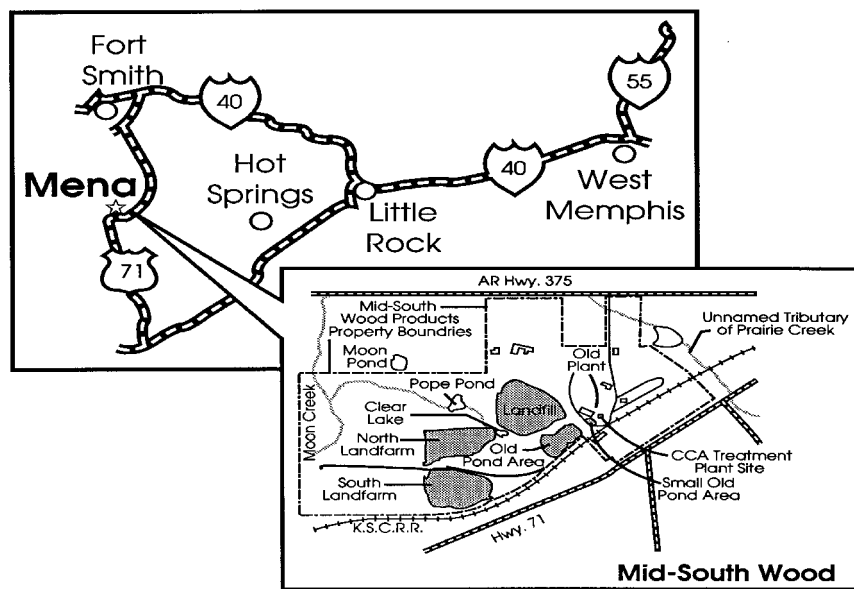 Fort
Smith
40
55
Mena
Hot
Springs
40
Little
Rock
West
Memphis
71
AR Hwy. 375
Mid-South
Wood Products
Property Boundries
Unnamed Tributary
of Prairie Creek
Moon
Pond
Old
Plant
Pope Pond
Moon Creek
Clear
Lake
Landfill
North
Landfarm
Old
Pond Area
CCA Treatment
Plant Site
Small Old
Pond Area
South
Landfarm
K.S.C.R.R.
Hwy. 71
Mid-South Wood